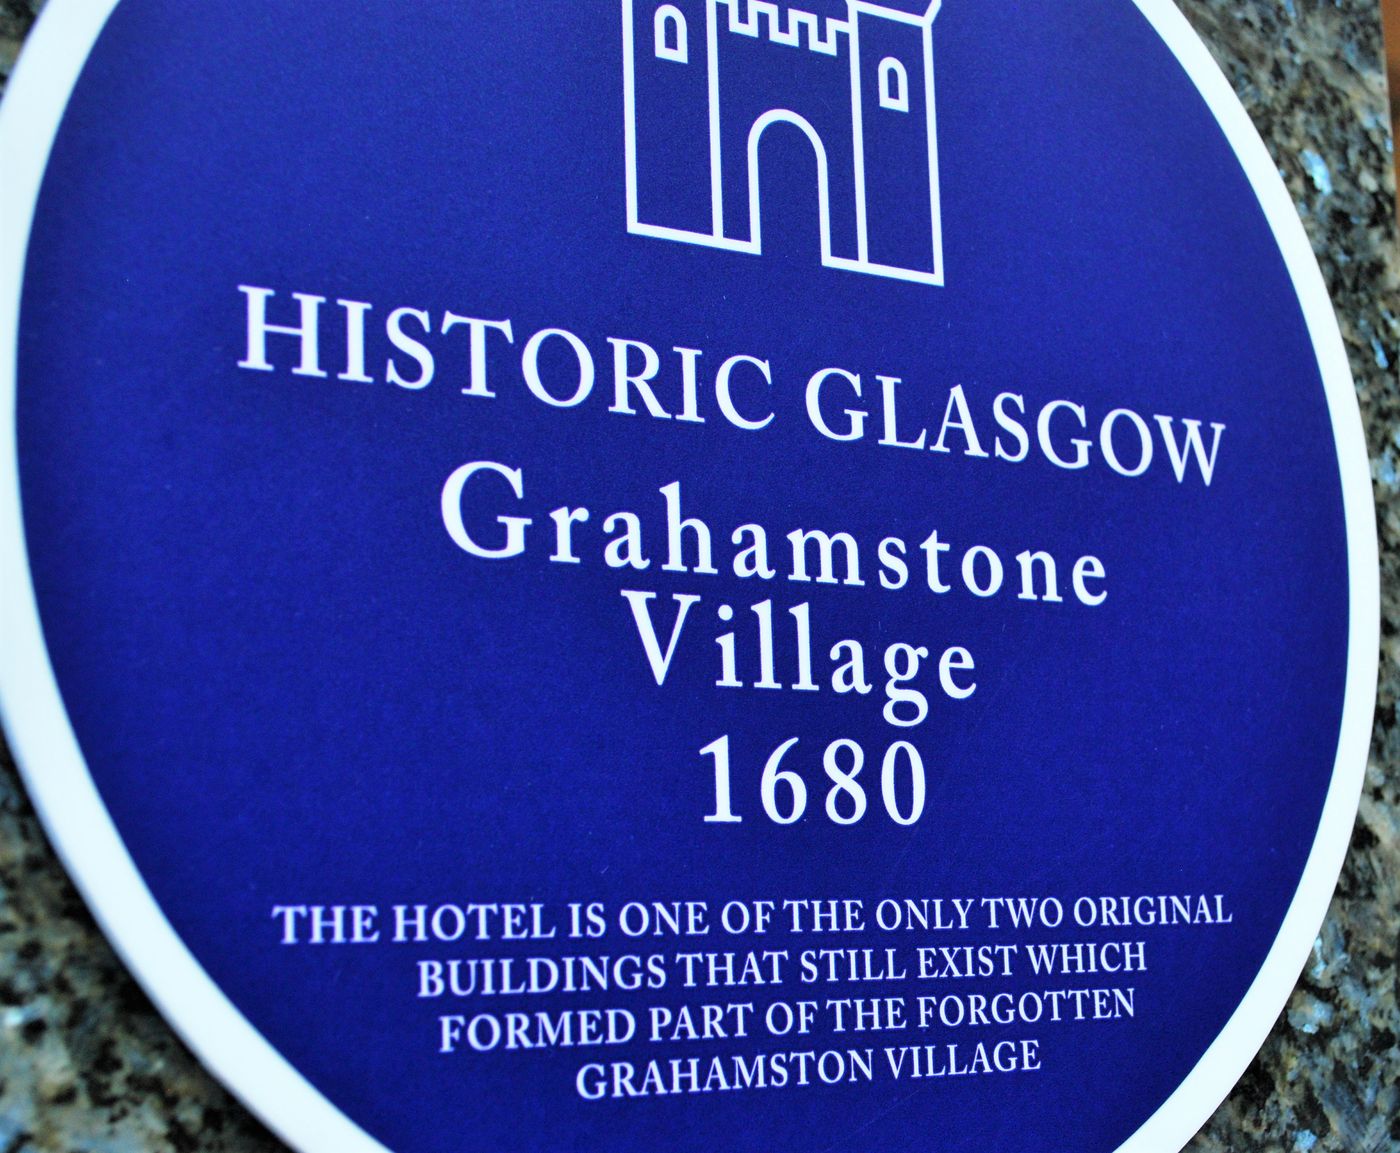 HISTORIC GLASGOW
Grahamstone
Village
1680
THE HOTEL IS ONE OF THE ONLY TWO ORIGINAL
BUILDINGS THAT STILL EXIST WHICH
FORMED PART OF THE FORGOTTEN
GRAHAMSTON VILLAGE